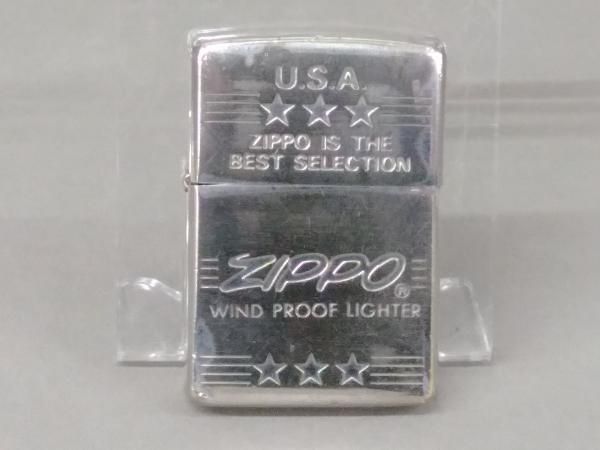 U.S.A.
ZIPPO IS THE
BEST SELECTION
ZIPPO®
WIND PROOF LIGHTER